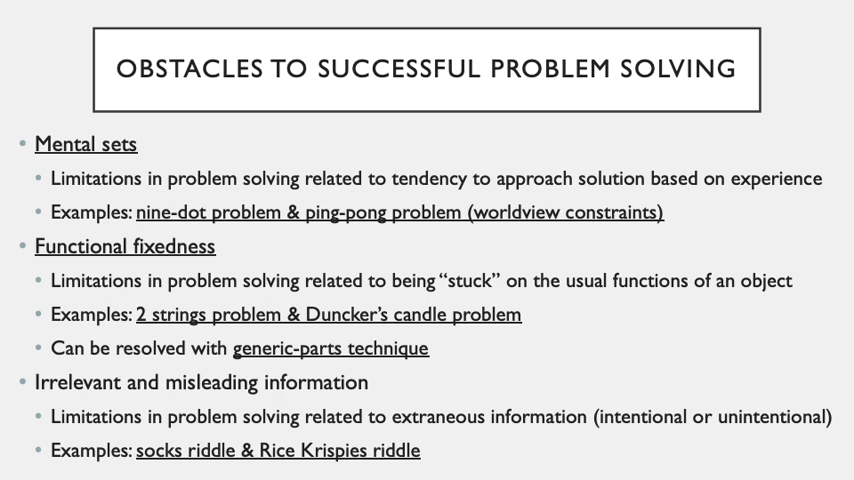 OBSTACLES TO SUCCESSFUL PROBLEM SOLVING
• Mental sets
• Limitations in problem solving related to tendency to approach solution based on experience
• Examples: nine-dot problem & ping-pong problem (worldview constraints)
• Functional fixedness
• Limitations in problem solving related to being “stuck” on the usual functions of an object
• Examples: 2 strings problem & Duncker’s candle problem
• Can be resolved with generic-parts technique
• Irrelevant and misleading information
• Limitations in problem solving related to extraneous information (intentional or unintentional)
• Examples: socks riddle & Rice Krispies riddle